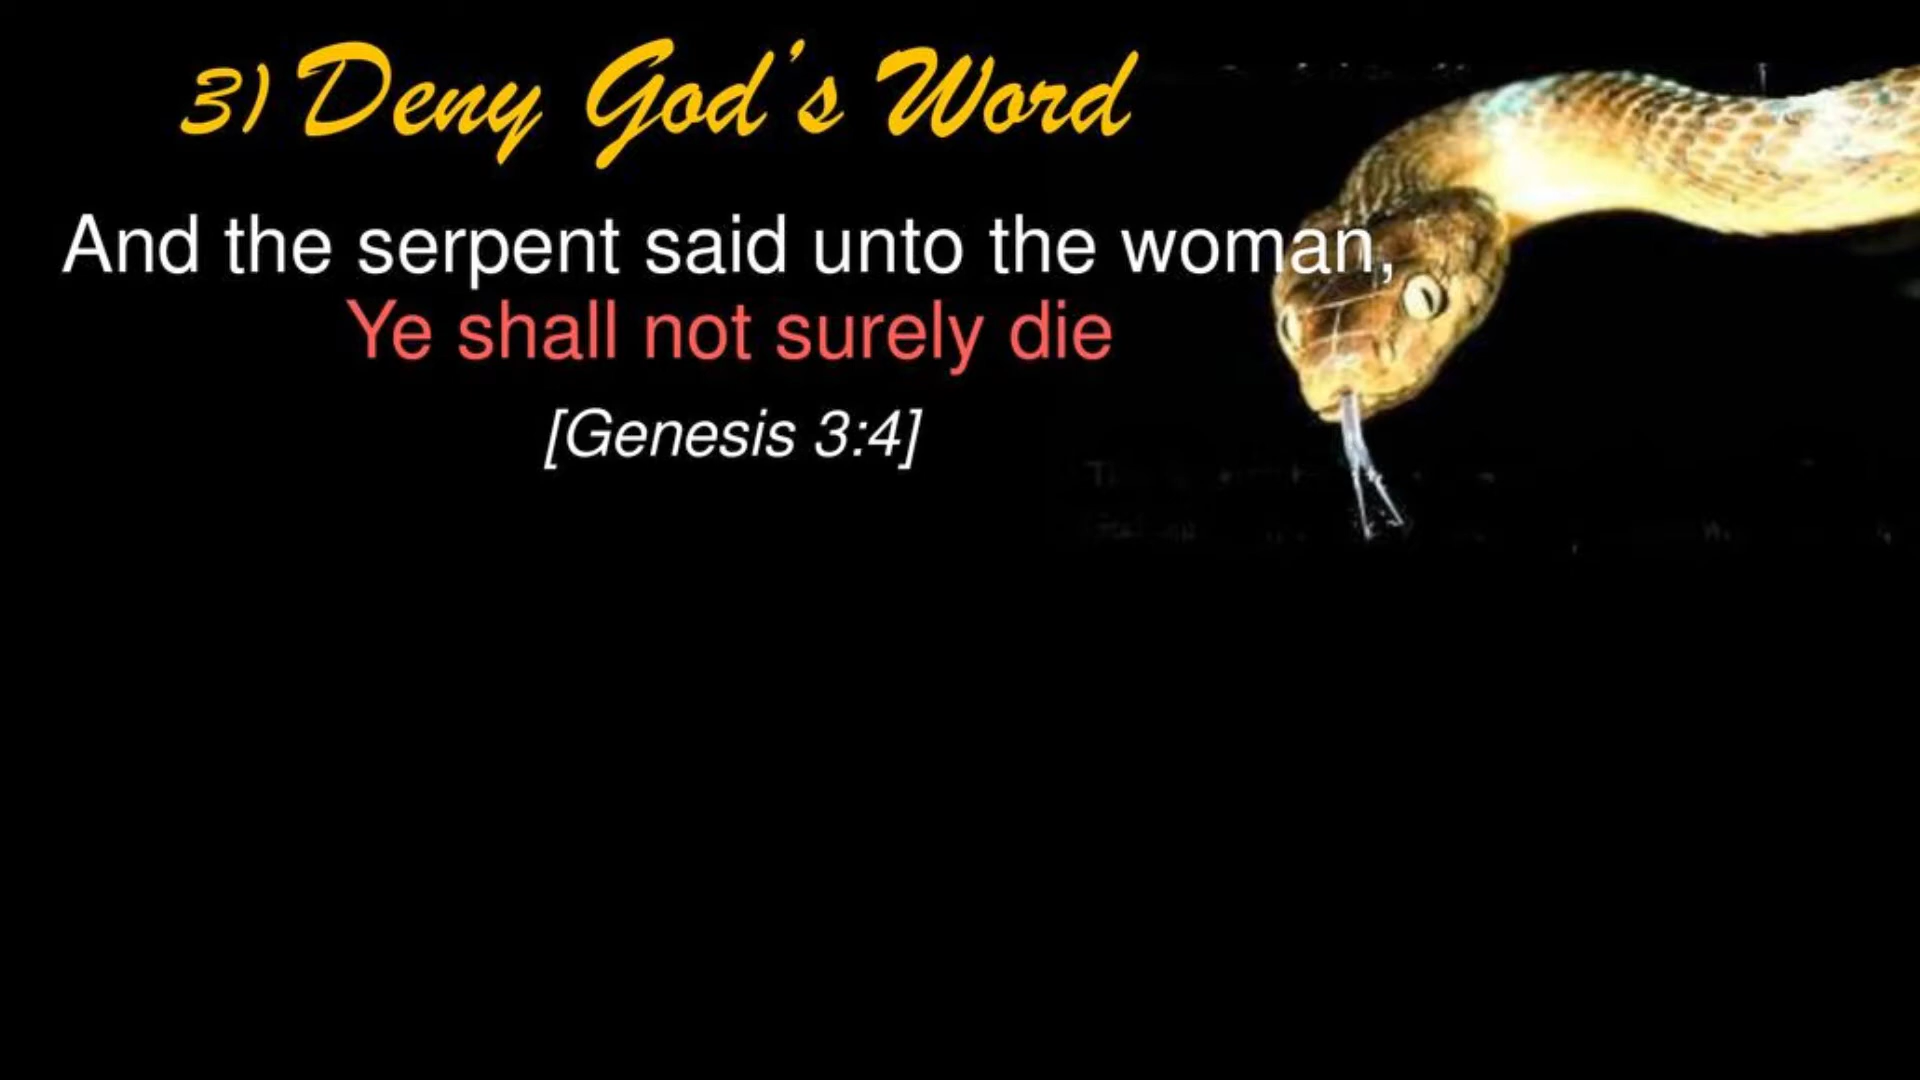 3) Deny God's Word
And the serpent said unto the woman,
Ye shall not surely die
[Genesis 3:4]